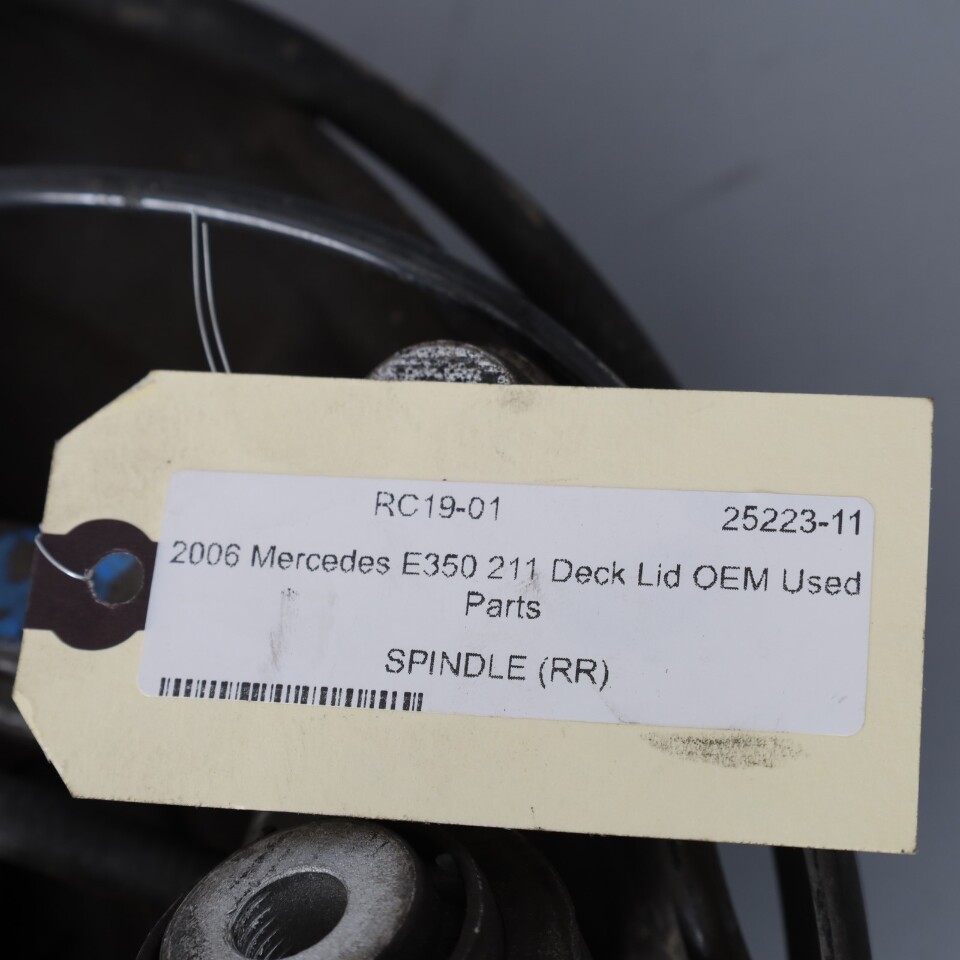 RC19-01 25223-11
2006 Mercedes E350 211 Deck Lid OEM Used
Parts
SPINDLE (RR)